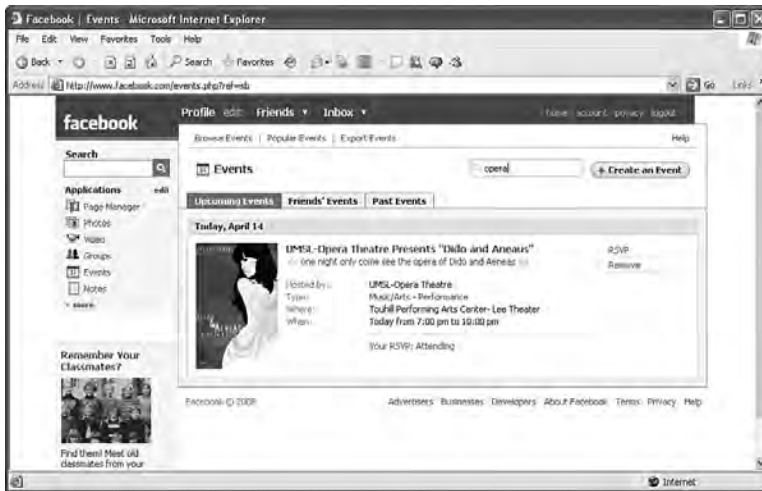 Facebook | Events - Microsoft Internet Explorer
File Edit View Favorites Tools Help
Back Search Favorites
Address http://www.facebook.com/events.php?ref=sb Go Links
facebook Profile edit Friends Inbox home account privacy logout
Browse Events | Popular Events | Export Events Help
Search
Events opera + Create an Event
Applications edit
Page Manager
Photos
Video
Groups
Events
Notes
more
Upcoming Events Friends' Events Past Events
Today, April 14
UMSL-Opera Theatre Presents "Dido and Aneaus"
one night only come see the opera of Dido and Aeneas
RSVP
Remove
Hosted by: UMSL-Opera Theatre
Type: Music/Arts - Performance
Where: Touhill Performing Arts Center- Lee Theater
When: Today from 7:00 pm to 10:00 pm
Your RSVP: Attending
Remember Your
Classmates?
Find them! Meet old
classmates from your
Facebook © 2008 Advertisers Businesses Developers About Facebook Terms Privacy Help
Internet